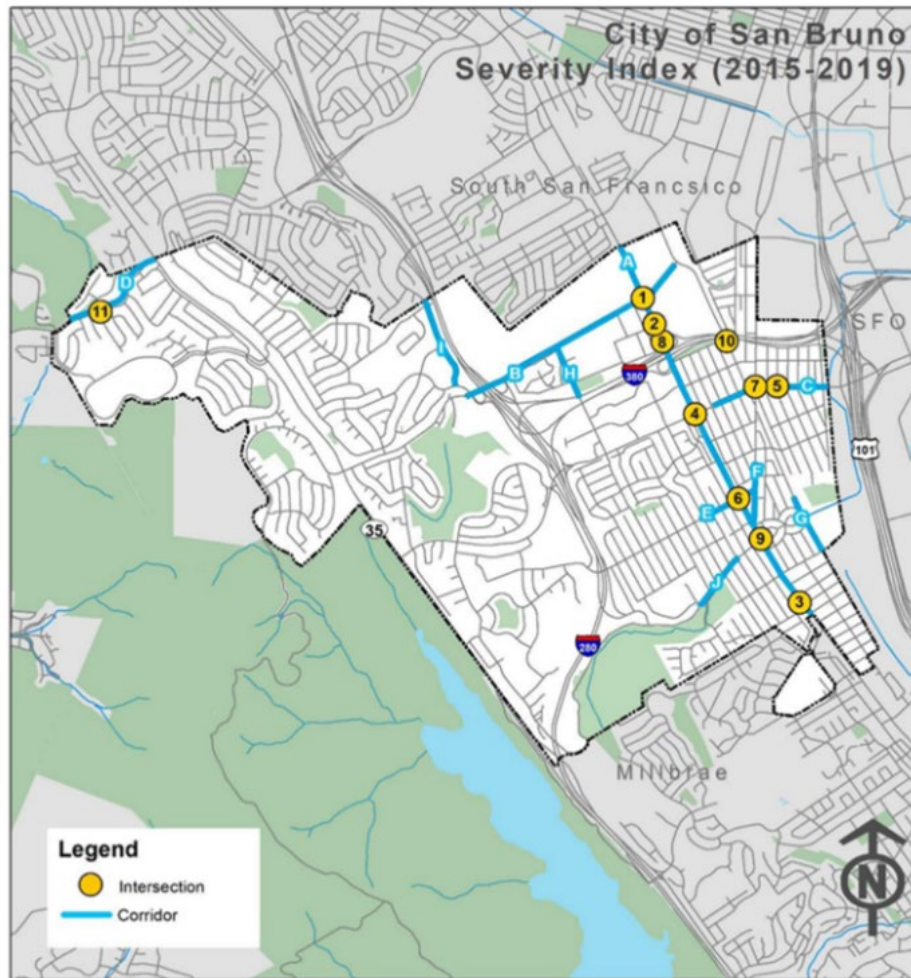 City of San Bruno
Severity Index (2015-2019)
South San Francsico
D
A
11
1
2
SFO
I
8
10
B
H
380
7
5
C
4
101
F
6
E
G
35
9
J
3
280
Millbrae
Legend
Intersection
Corridor
N